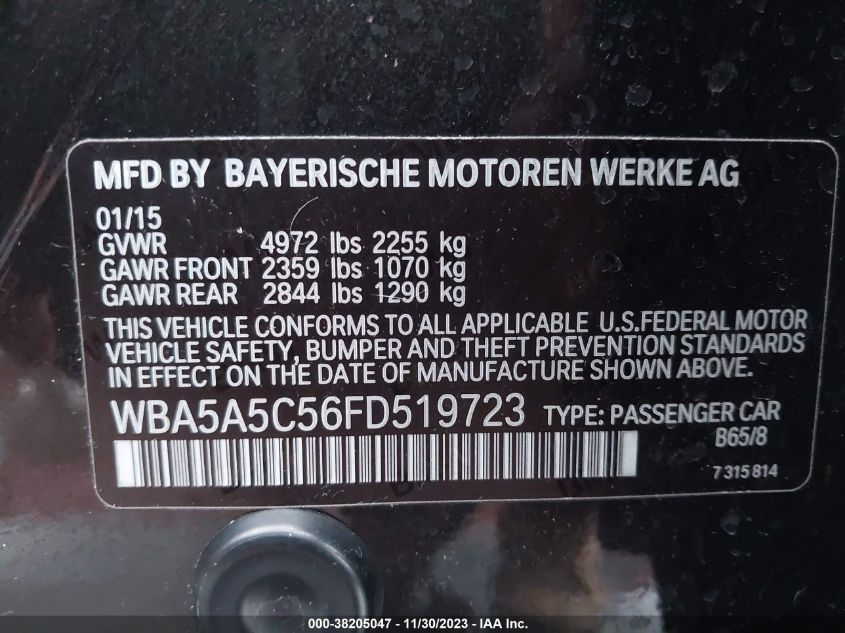 MFD BY BAYERISCHE MOTOREN WERKE AG
01/15
GVWR 4972 lbs 2255 kg
GAWR FRONT 2359 lbs 1070 kg
GAWR REAR 2844 lbs 1290 kg
THIS VEHICLE CONFORMS TO ALL APPLICABLE U.S.FEDERAL MOTOR
VEHICLE SAFETY, BUMPER AND THEFT PREVENTION STANDARDS
IN EFFECT ON THE DATE OF MANUFACTURE SHOWN ABOVE.
WBA5A5C56FD519723 TYPE: PASSENGER CAR
B65/8
7 315 814
000-38205047 - 11/30/2023 - IAA Inc.